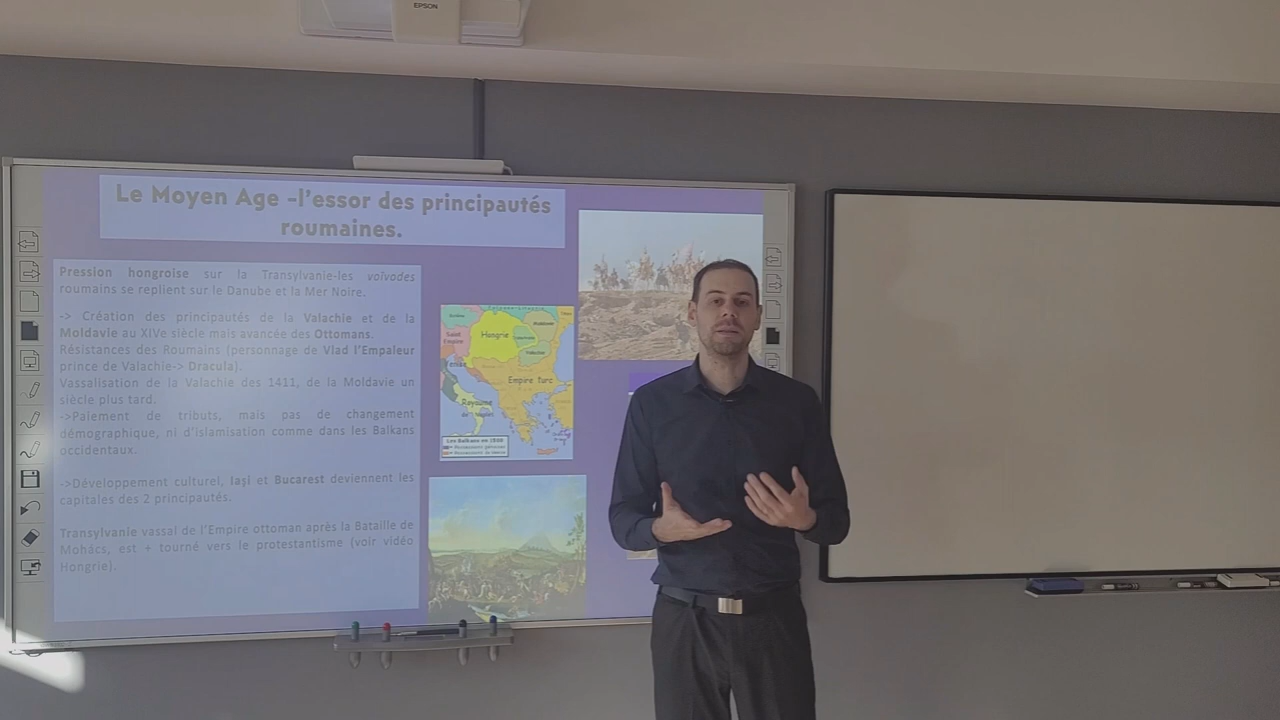 EPSON
Le Moyen Age -l'essor des principautés
roumaines.
Pression hongroise sur la Transylvanie-les voïvodes
roumains se replient sur le Danube et la Mer Noire.
-> Création des principautés de la Valachie et de la
Moldavie au XIVe siècle mais avancée des Ottomans.
Résistances des Roumains (personnage de Vlad l'Empaleur
prince de Valachie-> Dracula).
Vassalisation de la Valachie des 1411, de la Moldavie un
siècle plus tard.
->Paiement de tributs, mais pas de changement
démographique, ni d'islamisation comme dans les Balkans
occidentaux.
->Développement culturel, Iaşi et Bucarest deviennent les
capitales des 2 principautés.
Transylvanie vassal de l'Empire ottoman après la Bataille de
Mohács, est + tourné vers le protestantisme (voir vidéo
Hongrie).
Hongrie
Saint
Empire
Valachie
Empire turc
Royaume